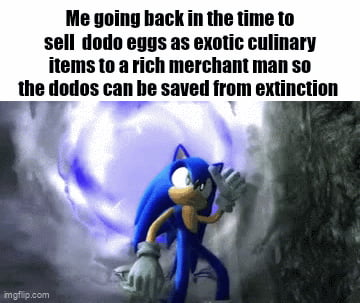 Me going back in the time to
sell dodo eggs as exotic culinary
items to a rich merchant man so
the dodos can be saved from extinction
imgflip.com